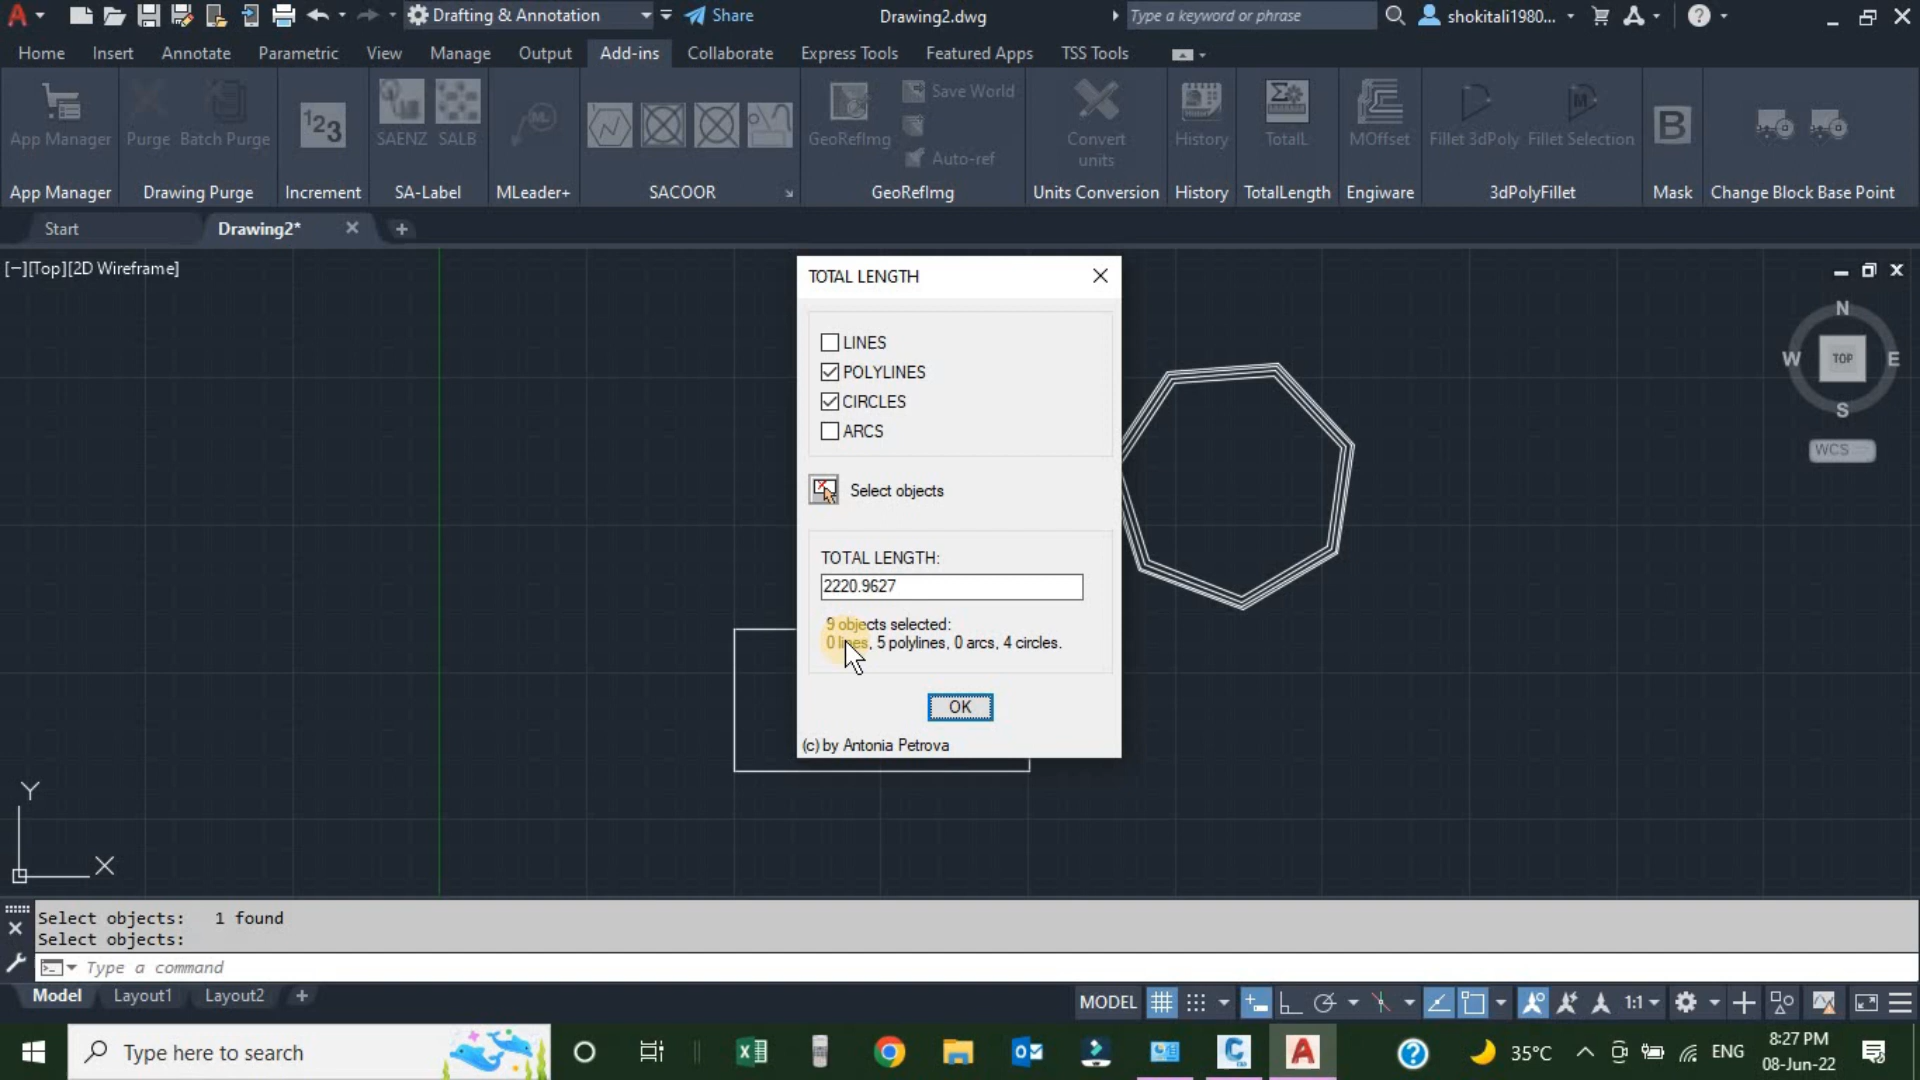 Drafting & Annotation
Share
Drawing2.dwg
Type a keyword or phrase
shokitali1980...
Home Insert Annotate Parametric View Manage Output Add-ins Collaborate Express Tools Featured Apps TSS Tools
App Manager
Purge
Batch Purge
123
SAENZ
SALB
GeoRefImg
Save World
Auto-ref
Convert
units
History
TotalL
MOffset
Fillet 3dPoly
Fillet Selection
B
App Manager
Drawing Purge
Increment
SA-Label
MLeader+
SACOOR
GeoRefImg
Units Conversion
History
TotalLength
Engiware
3dPolyFillet
Mask
Change Block Base Point
Start
Drawing2*
[−][Top][2D Wireframe]
TOTAL LENGTH
LINES
POLYLINES
CIRCLES
ARCS
Select objects
TOTAL LENGTH:
2220.9627
9 objects selected:
0 lines, 5 polylines, 0 arcs, 4 circles.
OK
(c) by Antonia Petrova
N
W
TOP
E
S
WCS
Y
X
Select objects: 1 found
Select objects:
Type a command
Model Layout1 Layout2
MODEL
1:1
Type here to search
35°C
ENG
8:27 PM
08-Jun-22